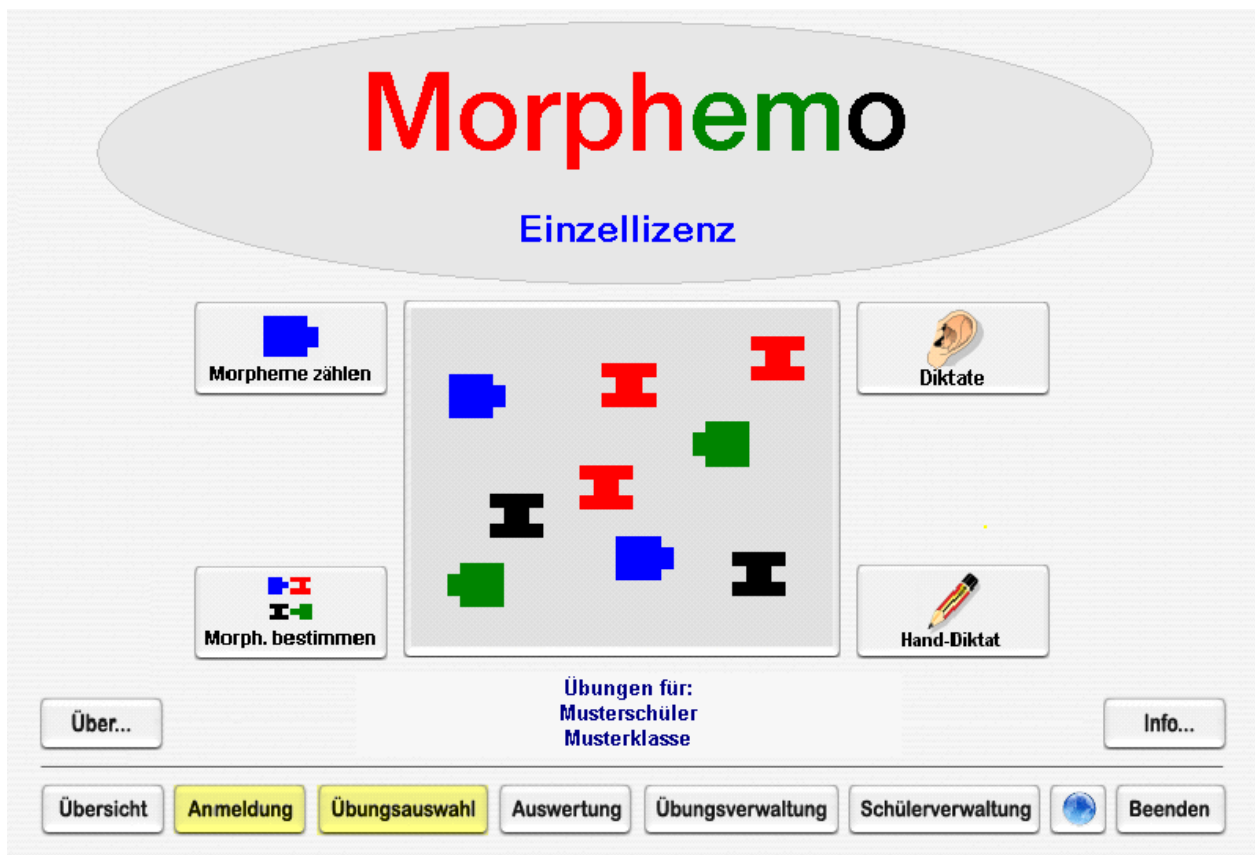 Morphemo
Einzellizenz
Morpheme zählen
Diktate
Morph. bestimmen
Hand-Diktat
Übungen für:
Musterschüler
Musterklasse
Über...
Info...
Übersicht
Anmeldung
Übungsauswahl
Auswertung
Übungsverwaltung
Schülerverwaltung
Beenden